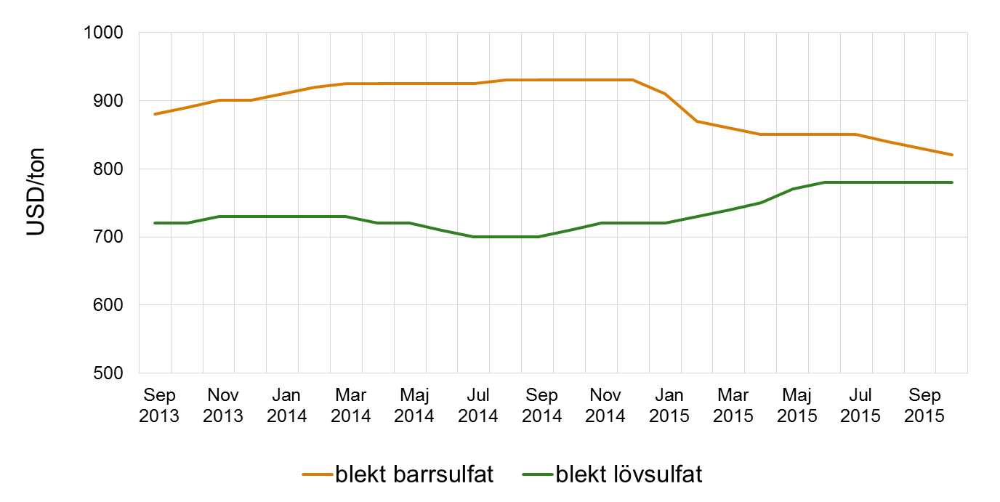 1000
900
800
700
600
500
USD/ton
Sep Nov Jan Mar Maj Jul Sep Nov Jan Mar Maj Jul Sep
2013 2013 2014 2014 2014 2014 2014 2014 2015 2015 2015 2015 2015
blekt barrsulfat blekt lövsulfat